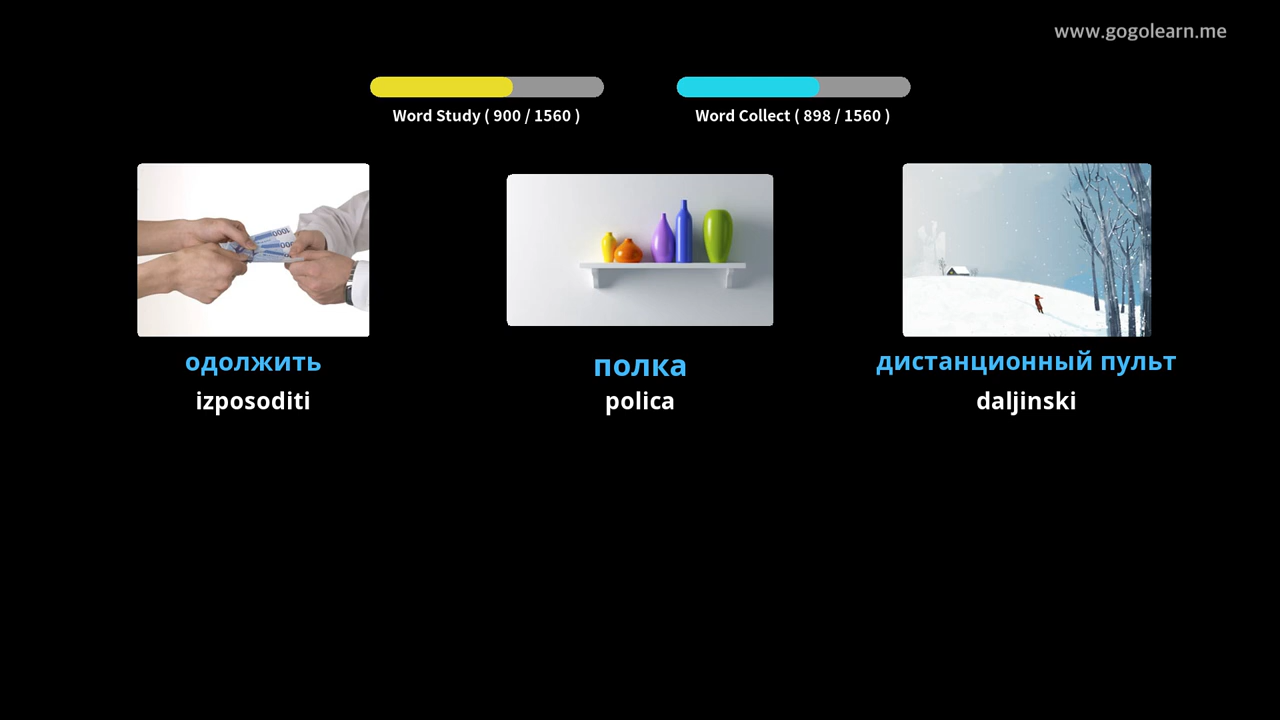 www.gogolearn.me
Word Study ( 900 / 1560 )
Word Collect ( 898 / 1560 )
одолжить
izposoditi
полка
polica
дистанционный пульт
daljinski